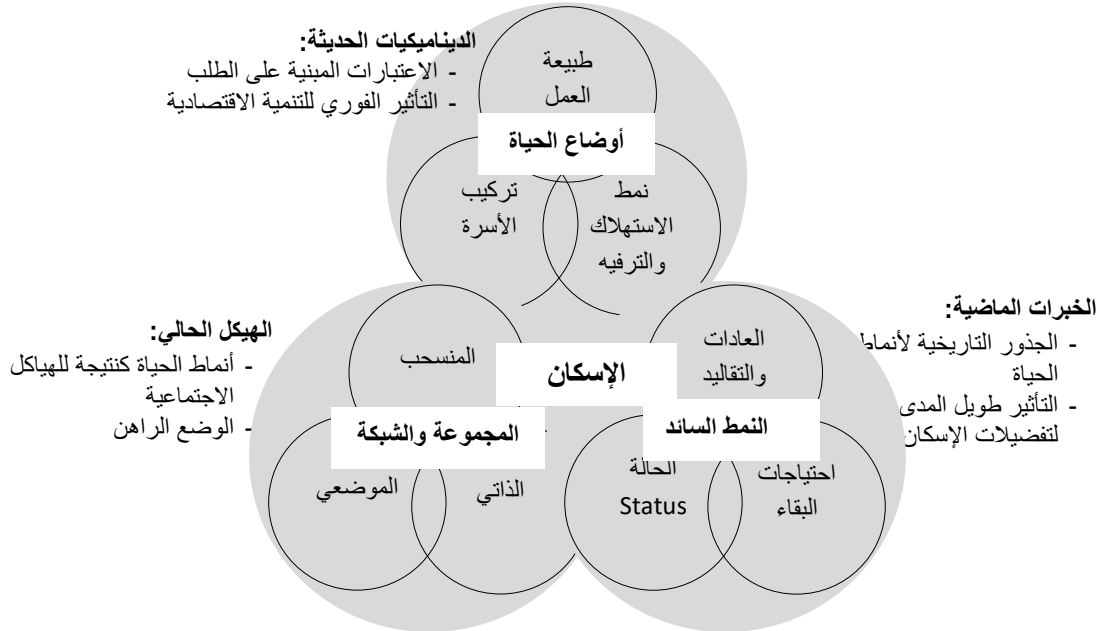 الديناميكيات الحديثة:
- الاعتبارات المبنية على الطلب
- التأثير الفوري للتنمية الاقتصادية
طبيعة
العمل
أوضاع الحياة
نمط
الاستهلاك
والترفيه
تركيب
الأسرة
الخبرات الماضية:
- الجذور التاريخية لأنماط
الحياة
- التأثير طويل المدى
لتفضيلات الإسكان
العادات
والتقاليد
الإسكان
المنسحب
الهيكل الحالي:
- أنماط الحياة كنتيجة للهياكل
الاجتماعية
- الوضع الراهن
النمط السائد
المجموعة والشبكة
احتياجات
البقاء
الحالة
Status
الذاتي
الموضعي